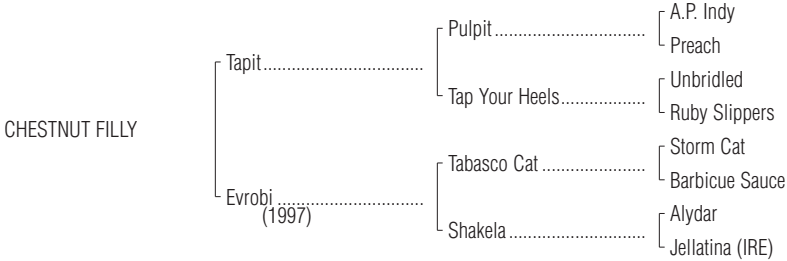 A.P. Indy
Pulpit..............................
Preach
Tapit................................
Unbridled
Tap Your Heels.................
Ruby Slippers
CHESTNUT FILLY
Storm Cat
Tabasco Cat .....................
Barbicue Sauce
Evrobi .............................
(1997)
Alydar
Shakela ...........................
Jellatina (IRE)